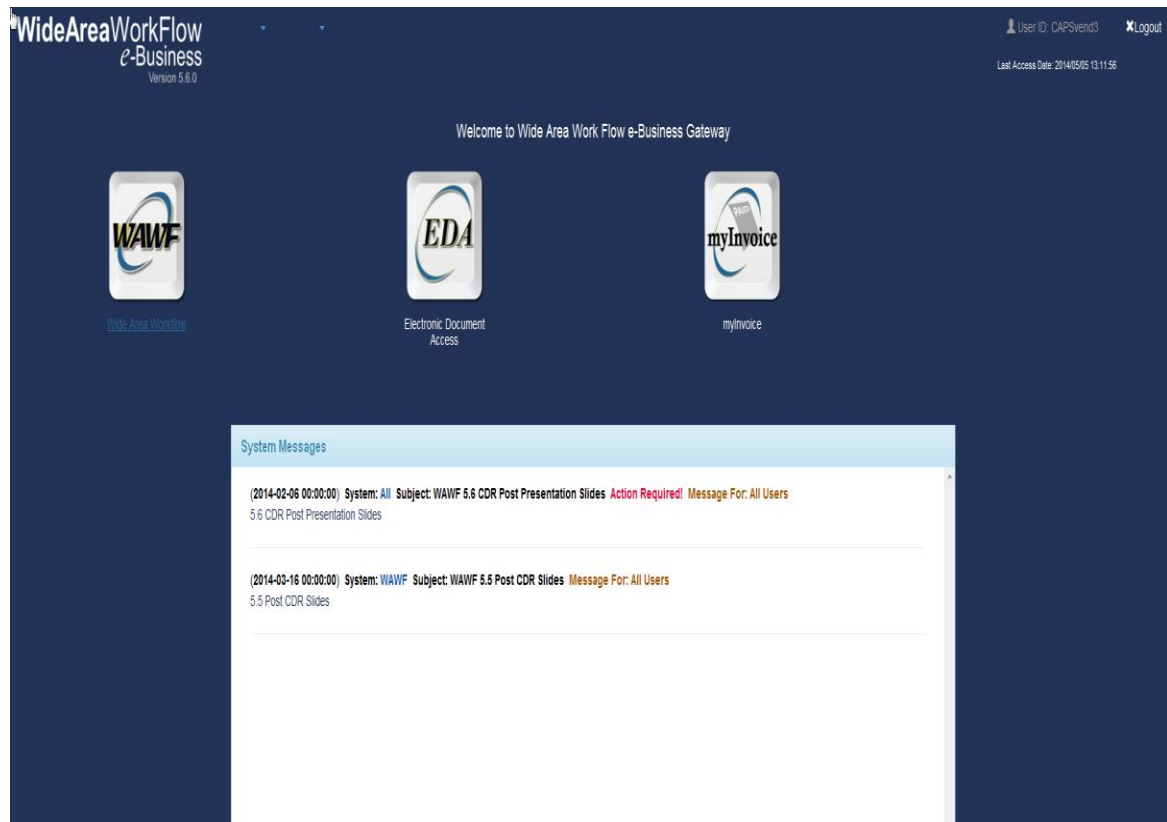 WideAreaWorkFlow
e-Business
Version 5.6.0
User ID: CAPSvend3 Logout
Last Access Date: 2014/05/05 13:11:56
Welcome to Wide Area Work Flow e-Business Gateway
WAWF
EDA
PAID
myInvoice
Wide Area Workflow
Electronic Document
Access
myInvoice
System Messages
(2014-02-06 00:00:00) System: All Subject: WAWF 5.6 CDR Post Presentation Slides Action Required! Message For: All Users
5.6 CDR Post Presentation Slides
(2014-03-16 00:00:00) System: WAWF Subject: WAWF 5.5 Post CDR Slides Message For: All Users
5.5 Post CDR Slides